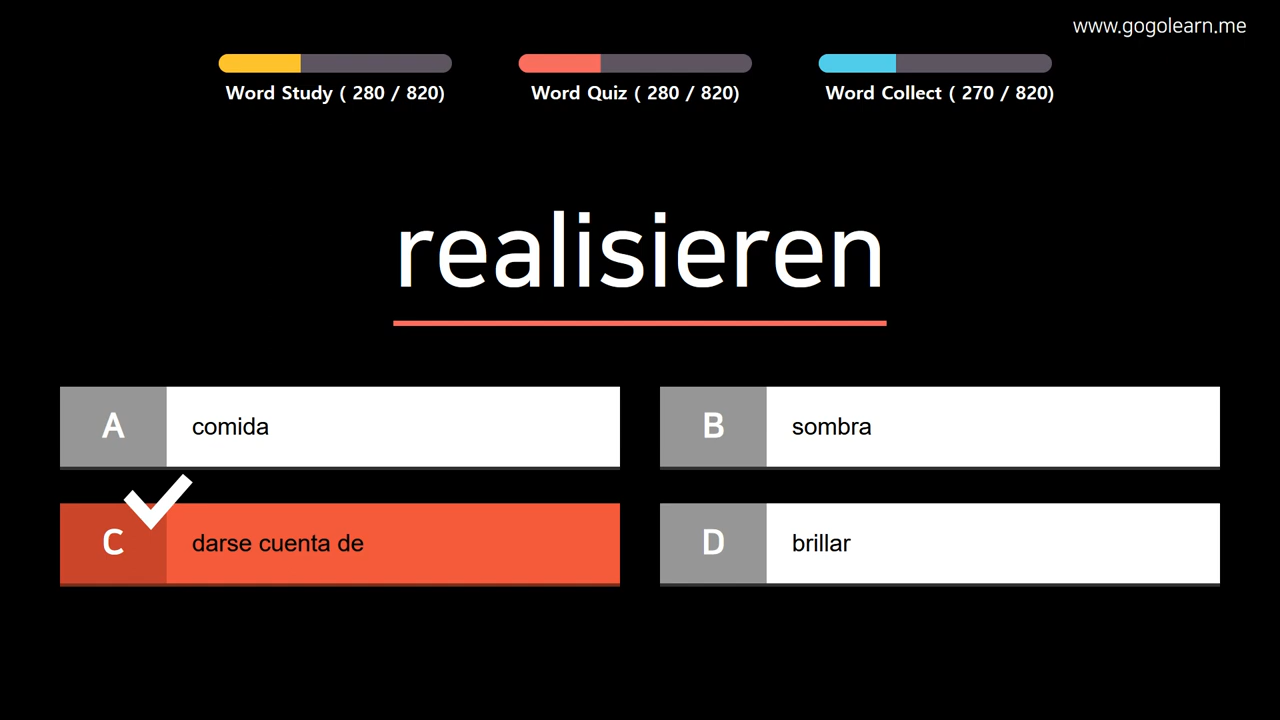 www.gogolearn.me
Word Study ( 280 / 820)
Word Quiz ( 280 / 820)
Word Collect ( 270 / 820)
realisieren
A comida
B sombra
C darse cuenta de
D brillar